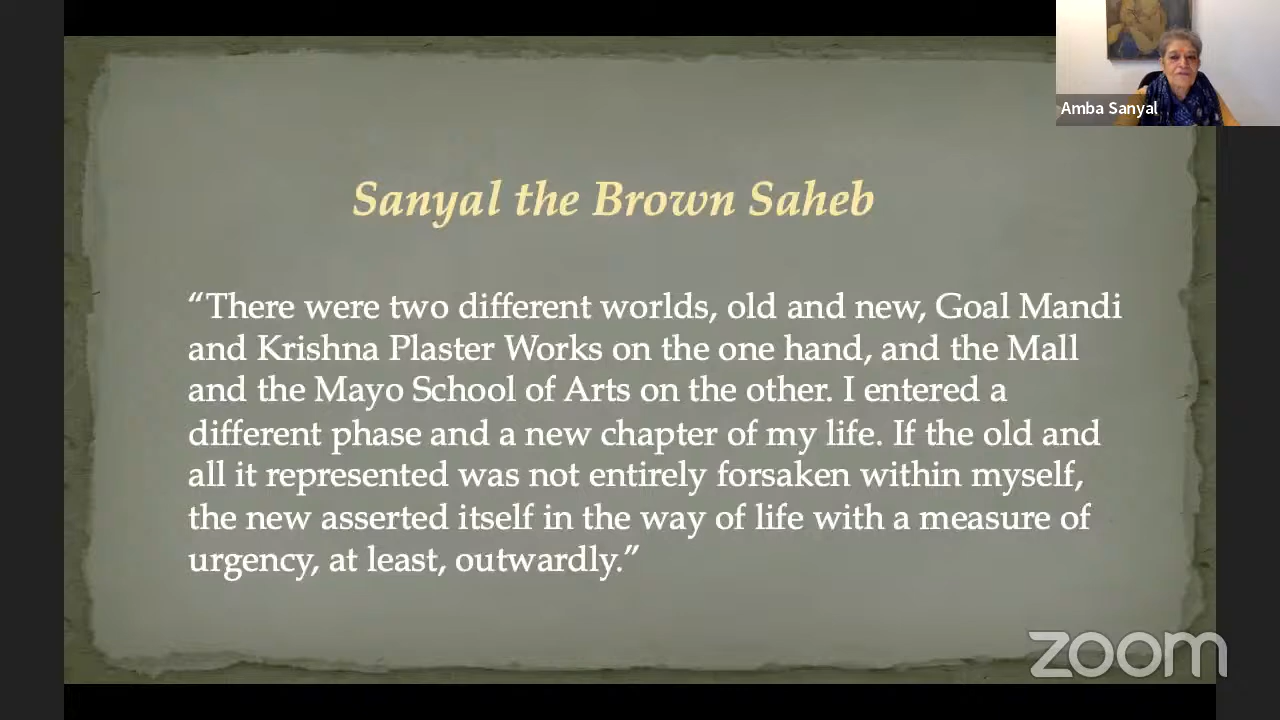 Amba Sanyal
Sanyal the Brown Saheb
“There were two different worlds, old and new, Goal Mandi
and Krishna Plaster Works on the one hand, and the Mall
and the Mayo School of Arts on the other. I entered a
different phase and a new chapter of my life. If the old and
all it represented was not entirely forsaken within myself,
the new asserted itself in the way of life with a measure of
urgency, at least, outwardly.”
zoom